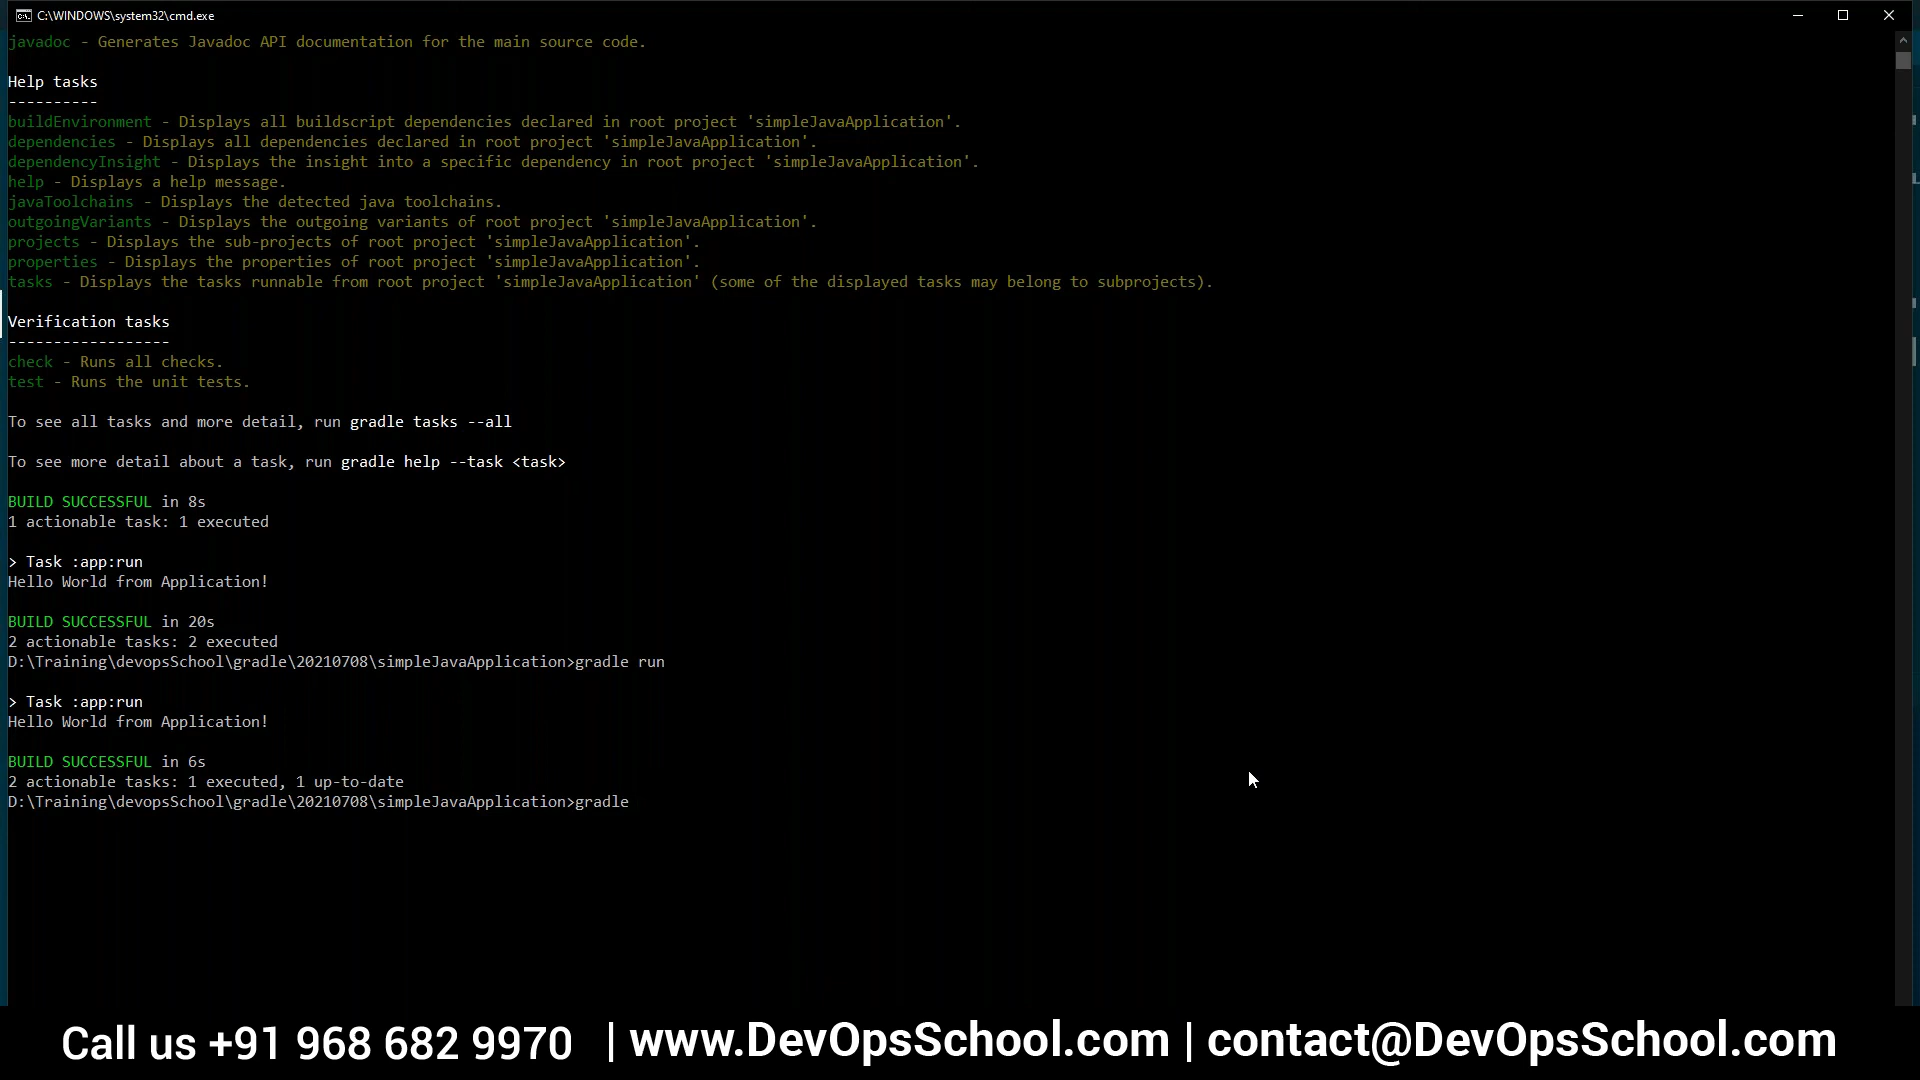 C:\WINDOWS\system32\cmd.exe
javadoc - Generates Javadoc API documentation for the main source code.
Help tasks
----------
buildEnvironment - Displays all buildscript dependencies declared in root project 'simpleJavaApplication'.
dependencies - Displays all dependencies declared in root project 'simpleJavaApplication'.
dependencyInsight - Displays the insight into a specific dependency in root project 'simpleJavaApplication'.
help - Displays a help message.
javaToolchains - Displays the detected java toolchains.
outgoingVariants - Displays the outgoing variants of root project 'simpleJavaApplication'.
projects - Displays the sub-projects of root project 'simpleJavaApplication'.
properties - Displays the properties of root project 'simpleJavaApplication'.
tasks - Displays the tasks runnable from root project 'simpleJavaApplication' (some of the displayed tasks may belong to subprojects).
Verification tasks
------------------
check - Runs all checks.
test - Runs the unit tests.
To see all tasks and more detail, run gradle tasks --all
To see more detail about a task, run gradle help --task <task>
BUILD SUCCESSFUL in 8s
1 actionable task: 1 executed
> Task :app:run
Hello World from Application!
BUILD SUCCESSFUL in 20s
2 actionable tasks: 2 executed
D:\Training\devopsSchool\gradle\20210708\simpleJavaApplication>gradle run
> Task :app:run
Hello World from Application!
BUILD SUCCESSFUL in 6s
2 actionable tasks: 1 executed, 1 up-to-date
D:\Training\devopsSchool\gradle\20210708\simpleJavaApplication>gradle
Call us +91 968 682 9970 | www.DevOpsSchool.com | contact@DevOpsSchool.com